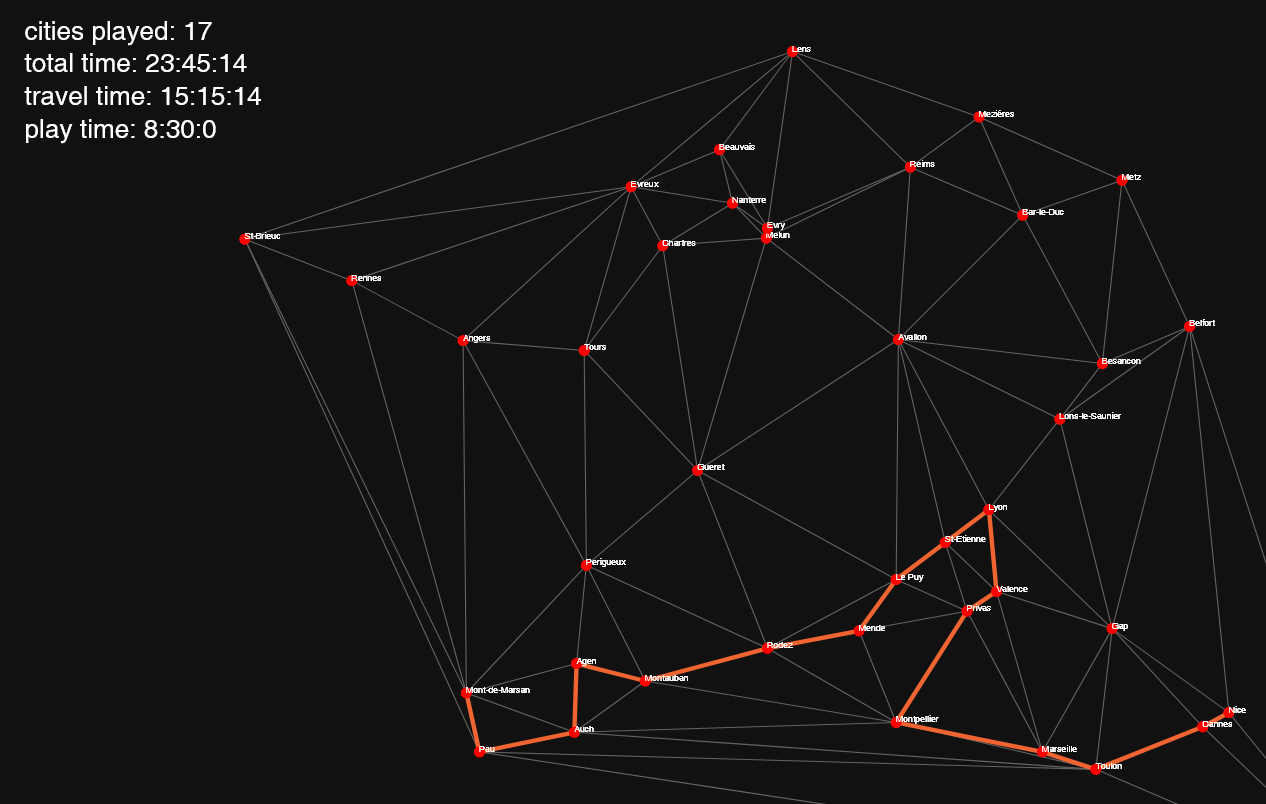 cities played: 17
total time: 23:45:14
travel time: 15:15:14
play time: 8:30:0
Lens
Meziéres
Beauvais
Reims
Metz
Evreux
Nanterre
Bar-le-Duc
Evry
Melun
St-Brieuc
Chartres
Rennes
Belfort
Angers
Tours
Avallon
Besancon
Lons-le-Saunier
Gueret
Lyon
St-Etienne
Perigueux
Le Puy
Valence
Privas
Mende
Gap
Rodez
Agen
Montauban
Mont-de-Marsan
Nice
Montpellier
Cannes
Auch
Pau
Marseille
Toulon